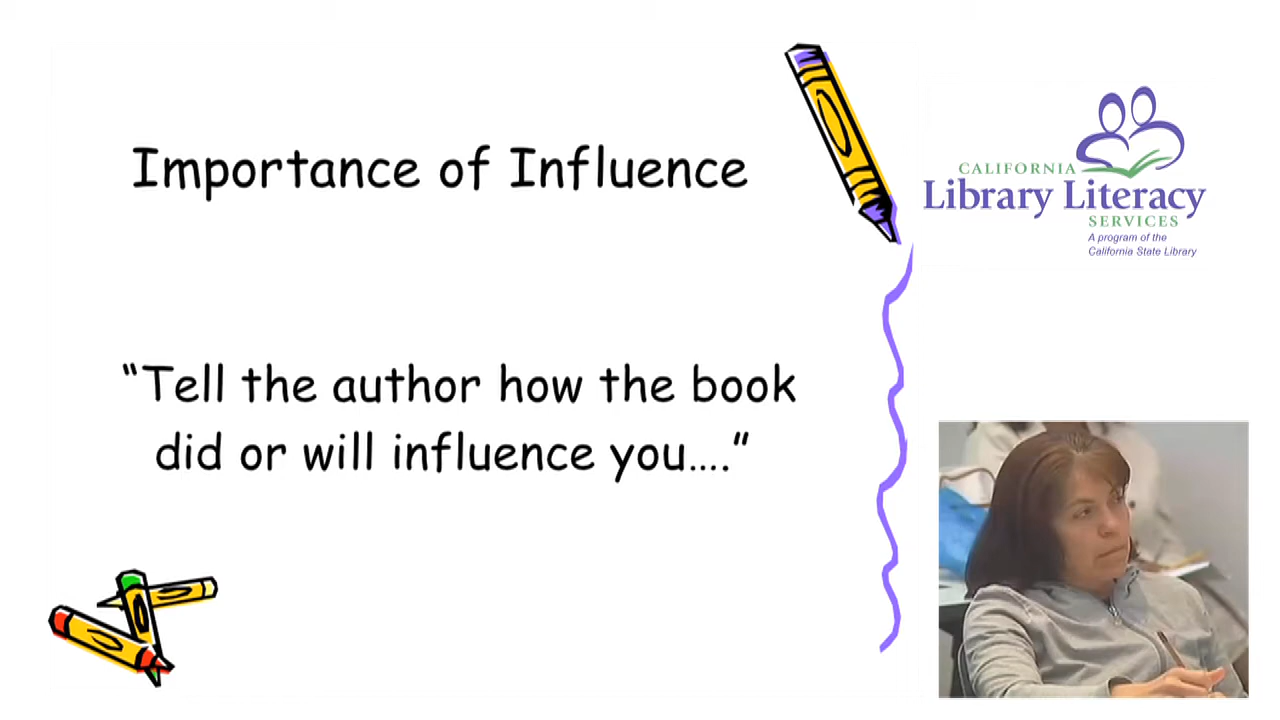 Importance of Influence
CALIFORNIA
Library Literacy
SERVICES
A program of the
California State Library
“Tell the author how the book
did or will influence you....”